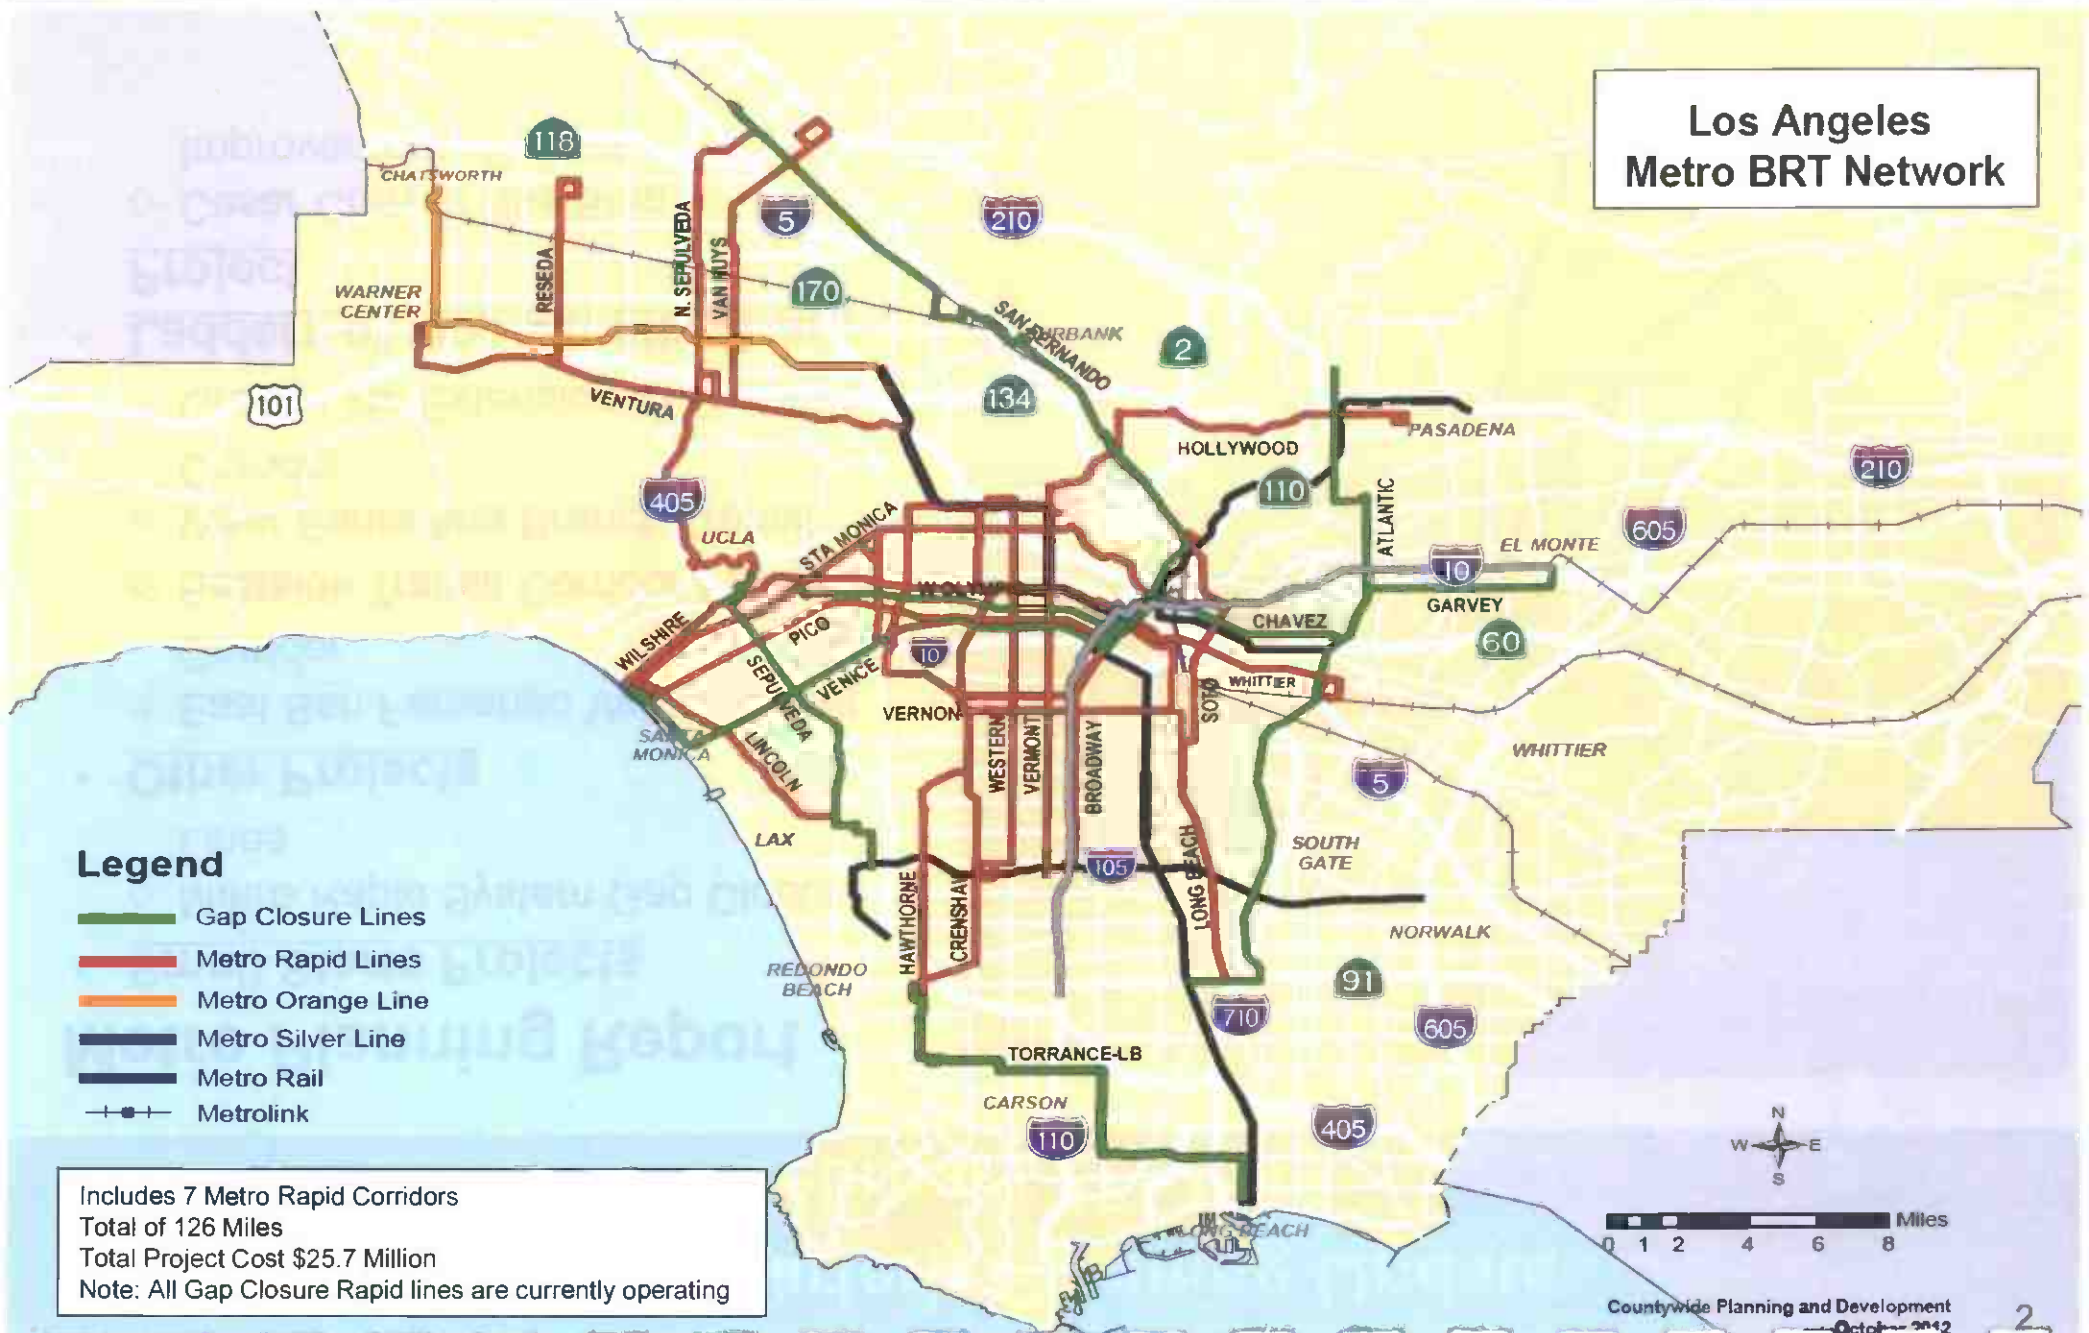 Los Angeles
Metro BRT Network
118
CHATSWORTH
5
210
N. SEPULVEDA
VAN NUYS
RESEDA
170
WARNER
CENTER
SAN FERNANDO
BURBANK
2
134
101
VENTURA
HOLLYWOOD
PASADENA
110
210
405
ATLANTIC
605
STA MONICA
UCLA
EL MONTE
10
GARVEY
WILSHIRE
PICO
CHAVEZ
60
10
SEPULVEDA
VENICE
WHITTIER
SOTO
VERNON
SANTA
MONICA
LINCOLN
WESTERN
VERMONT
BROADWAY
WHITTIER
5
LAX
LONG BEACH
SOUTH
GATE
105
HAWTHORNE
CRENSHAW
NORWALK
REDONDO
BEACH
91
710
605
TORRANCE-LB
CARSON
110
405
LONG BEACH
Legend
Gap Closure Lines
Metro Rapid Lines
Metro Orange Line
Metro Silver Line
Metro Rail
Metrolink
Includes 7 Metro Rapid Corridors
Total of 126 Miles
Total Project Cost $25.7 Million
Note: All Gap Closure Rapid lines are currently operating
N
W E
S
Miles
0 1 2 4 6 8
Countywide Planning and Development
October 2012
2